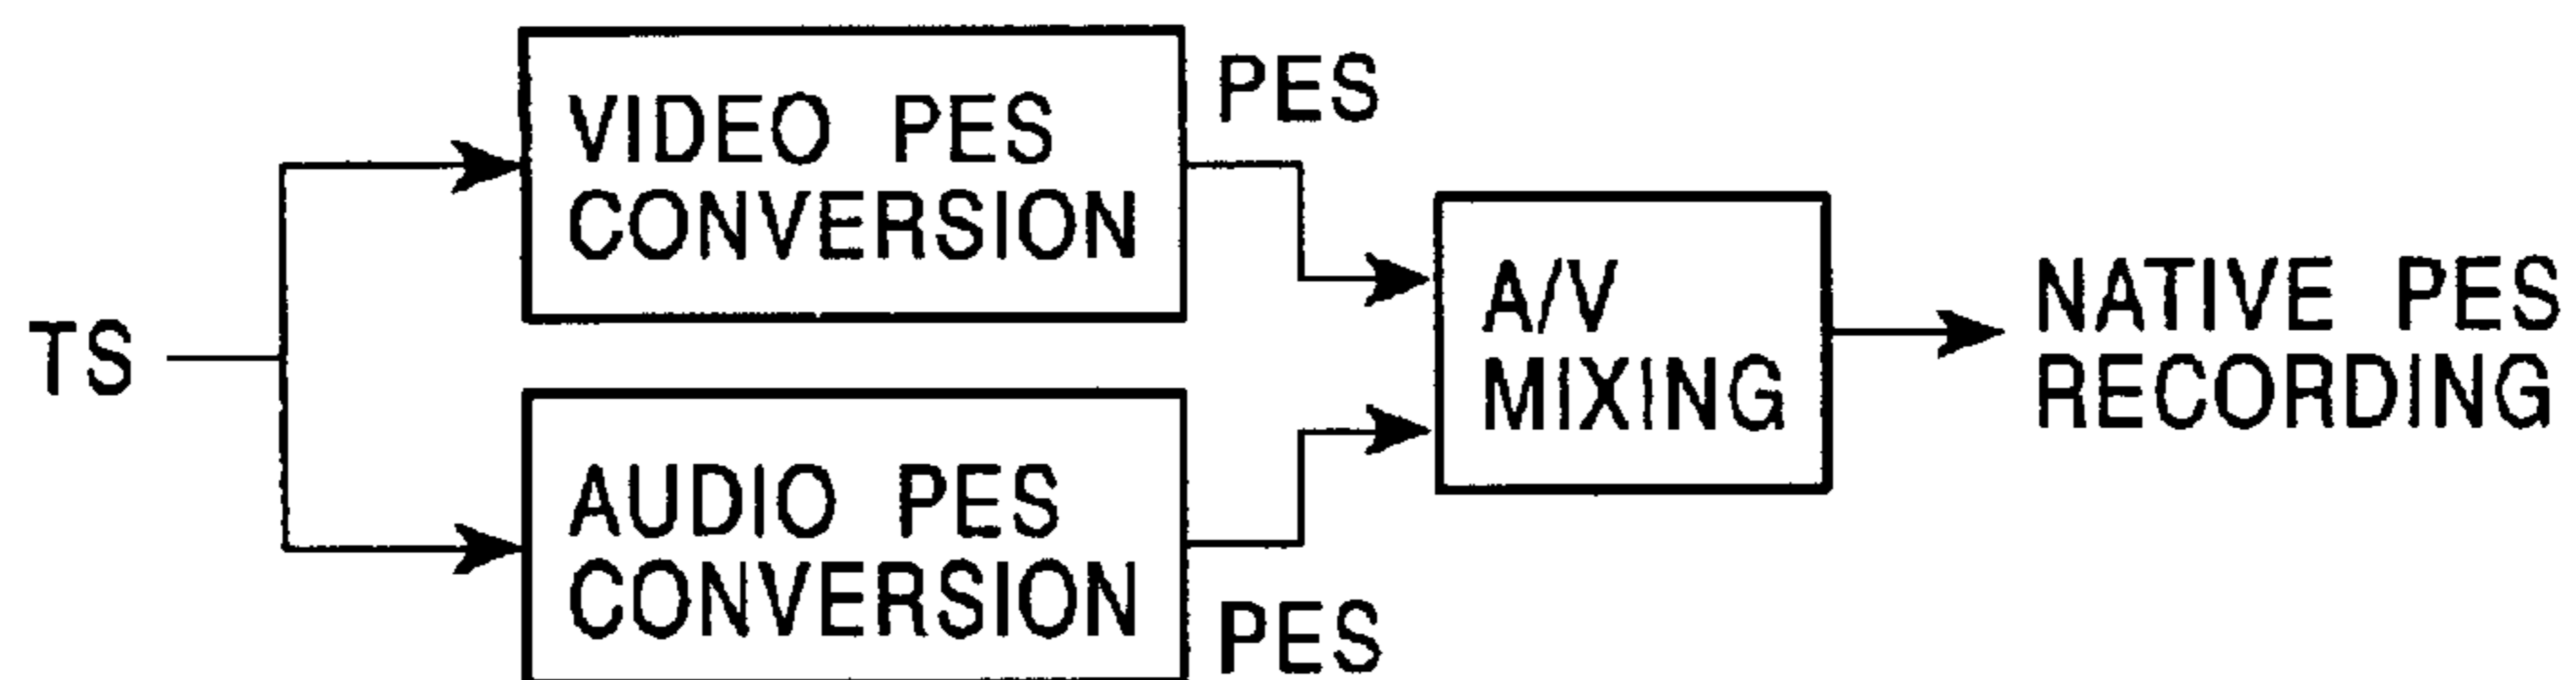 TS
VIDEO PES
CONVERSION
PES
AUDIO PES
CONVERSION
PES
A/V
MIXING
NATIVE PES
RECORDING